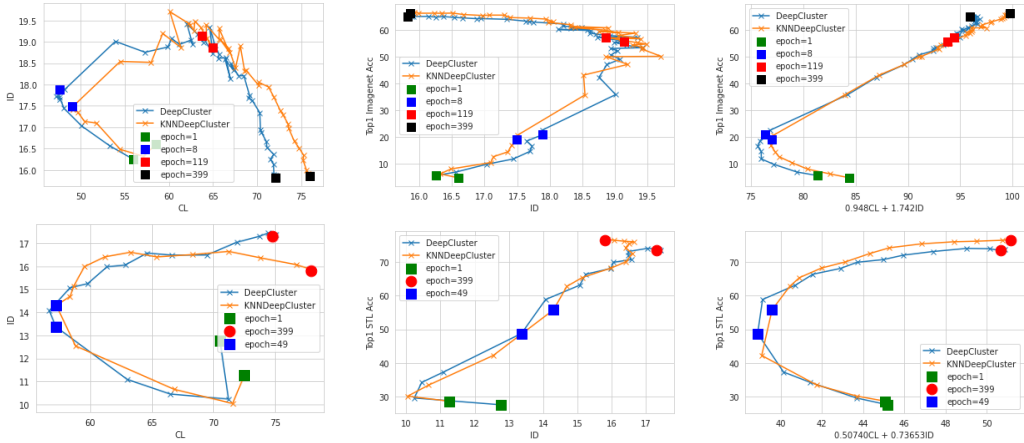 19.5
19.0
18.5
18.0
17.5
17.0
16.5
16.0
ID
50 55 60 65 70 75
CL
DeepCluster
KNNDeepCluster
epoch=1
epoch=8
epoch=119
epoch=399
60
50
40
30
20
10
Top1 Imagenet Acc
16.0 16.5 17.0 17.5 18.0 18.5 19.0 19.5
ID
DeepCluster
KNNDeepCluster
epoch=1
epoch=8
epoch=119
epoch=399
60
50
40
30
20
10
Top1 Imagenet Acc
75 80 85 90 95 100
0.948CL + 1.742ID
DeepCluster
KNNDeepCluster
epoch=1
epoch=8
epoch=119
epoch=399
17
16
15
14
13
12
11
10
ID
60 65 70 75
CL
DeepCluster
KNNDeepCluster
epoch=1
epoch=399
epoch=49
70
60
50
40
30
Top1 STL Acc
10 11 12 13 14 15 16 17
ID
DeepCluster
KNNDeepCluster
epoch=1
epoch=399
epoch=49
70
60
50
40
30
Top1 STL Acc
40 42 44 46 48 50
0.50740CL + 0.73653ID
DeepCluster
KNNDeepCluster
epoch=1
epoch=399
epoch=49